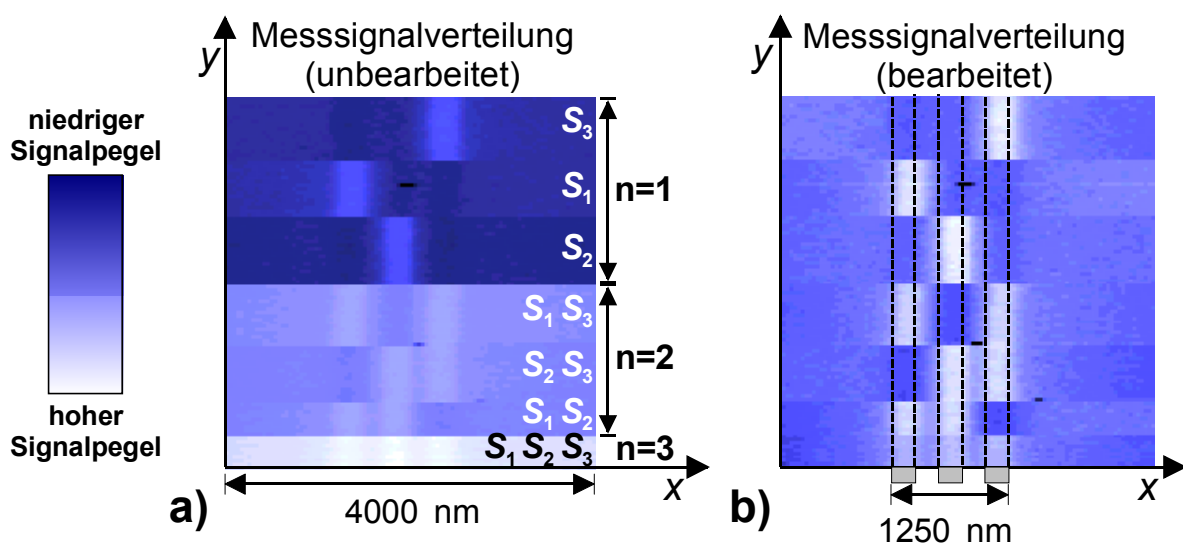 Messsignalverteilung
(unbearbeitet)
y
niedriger
Signalpegel
hoher
Signalpegel
S3
S1
n=1
S2
S1 S3
S2 S3
n=2
S1 S2
S1 S2 S3
n=3
x
4000 nm
a)
Messsignalverteilung
(bearbeitet)
y
x
1250 nm
b)